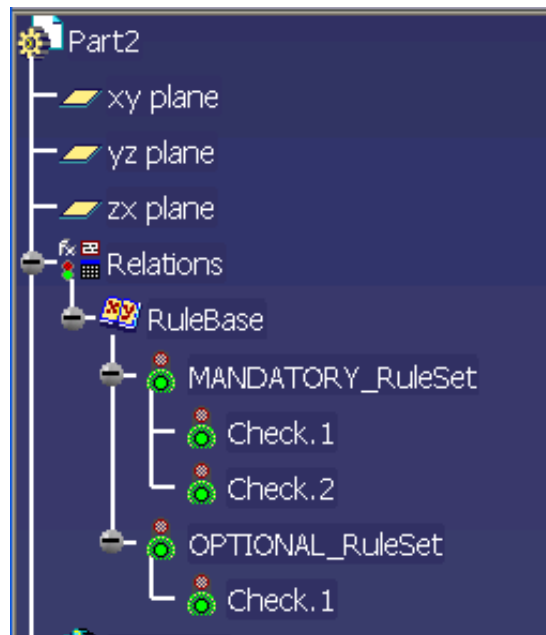 Part2
xy plane
yz plane
zx plane
Relations
RuleBase
MANDATORY_RuleSet
Check.1
Check.2
OPTIONAL_RuleSet
Check.1